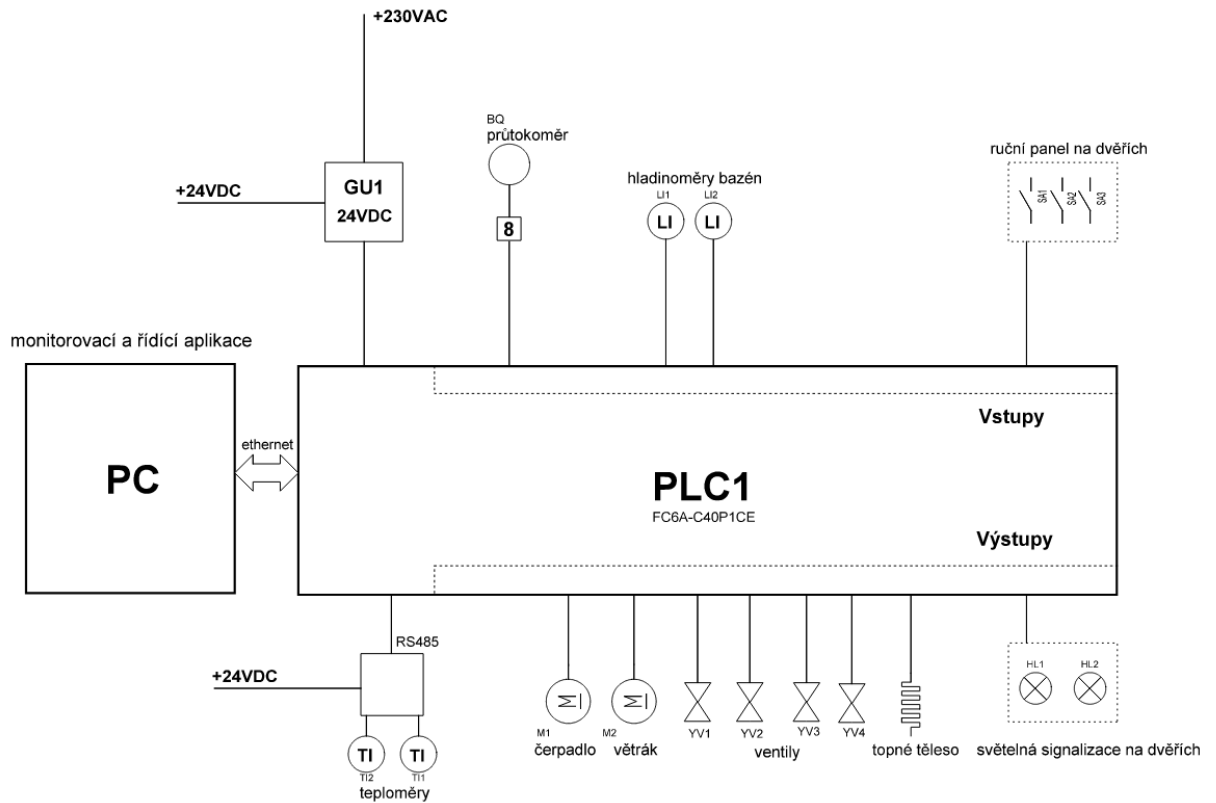 +230VAC
BQ
průtokoměr
ruční panel na dvěřích
hladinoměry bazén
GU1
24VDC
+24VDC
LI1
LI2
SA1
SA2
SA3
LI
LI
8
monitorovací a řídící aplikace
Vstupy
ethernet
PC
PLC1
FC6A-C40P1CE
Výstupy
RS485
+24VDC
HL1
HL2
M
M
M1
čerpadlo
M2
větrák
YV1
YV2
YV3
YV4
ventily
topné těleso
světelná signalizace na dvěřích
TI
TI
TI2
TI1
teploměry